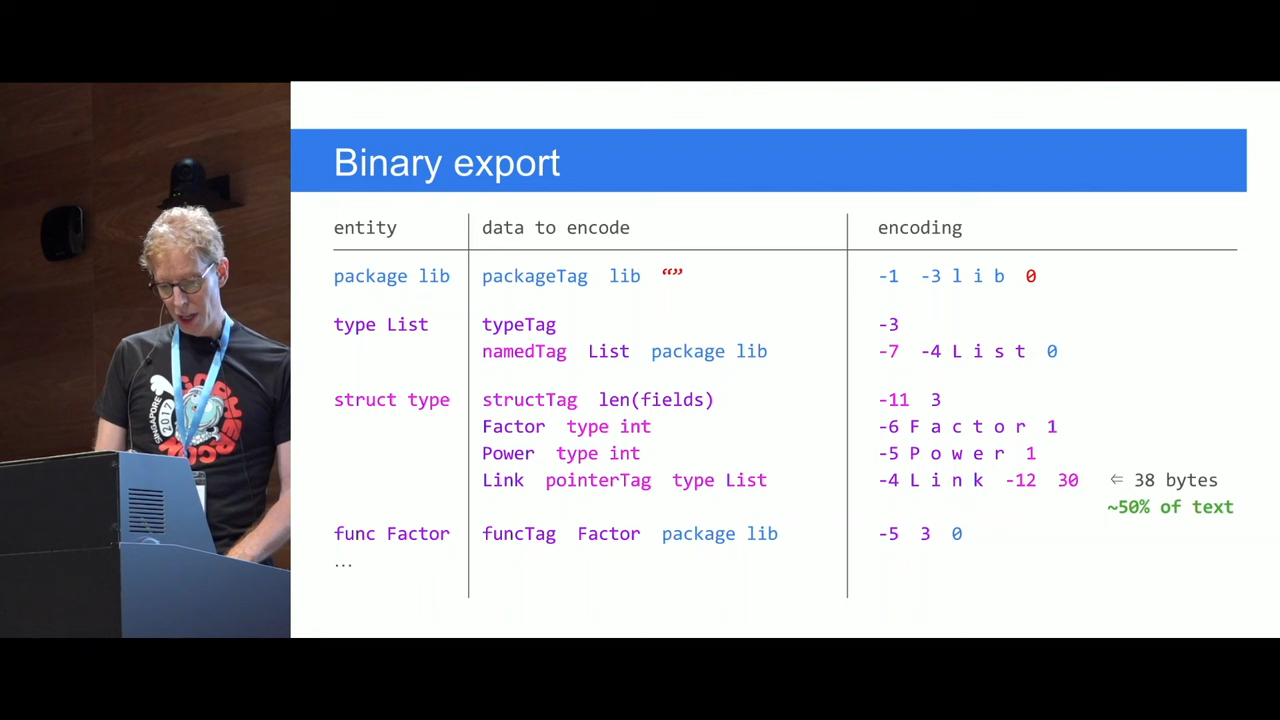 Binary export
entity data to encode encoding
package lib packageTag lib “” -1 -3 l i b 0
type List typeTag -3
namedTag List package lib -7 -4 L i s t 0
struct type structTag len(fields) -11 3
Factor type int -6 F a c t o r 1
Power type int -5 P o w e r 1
Link pointerTag type List -4 L i n k -12 30 ⇐ 38 bytes
~50% of text
func Factor funcTag Factor package lib -5 3 0
...
SINGAPORE
2017
GOPHERCON